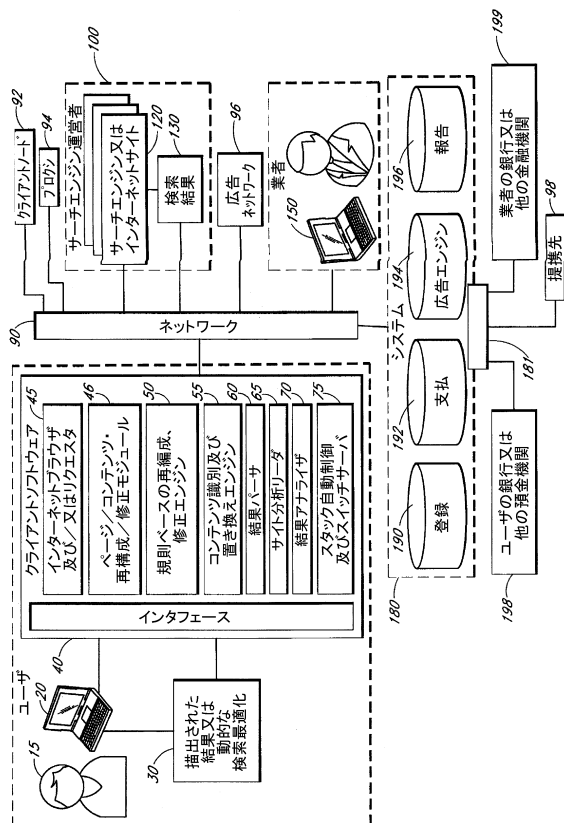 ユーザ
15
20
30
描出された
結果又は
動的な
検索最適化
40
インタフェース
クライアントソフトウェア
45
インターネットブラウザ
及び/又はリクエスタ
46
ページ/コンテンツ・
再構成/修正モジュール
50
規則ベースの再編成、
修正エンジン
55
コンテンツ識別及び
置き換えエンジン
60
結果パーサ
65
サイト分析リーダ
70
結果アナライザ
75
スタック自動制御
及びスイッチサーバ
90
ネットワーク
92
クライアントノード
94
プロクシ
100
サーチエンジン運営者
サーチエンジン又は
インターネットサイト
120
検索
結果
130
広告
ネットワーク
96
業者
150
180
システム
190
登録
192
支払
194
広告エンジン
196
報告
181
198
ユーザの銀行又は
他の預金機関
199
業者の銀行又は
他の金融機関
98
提携先